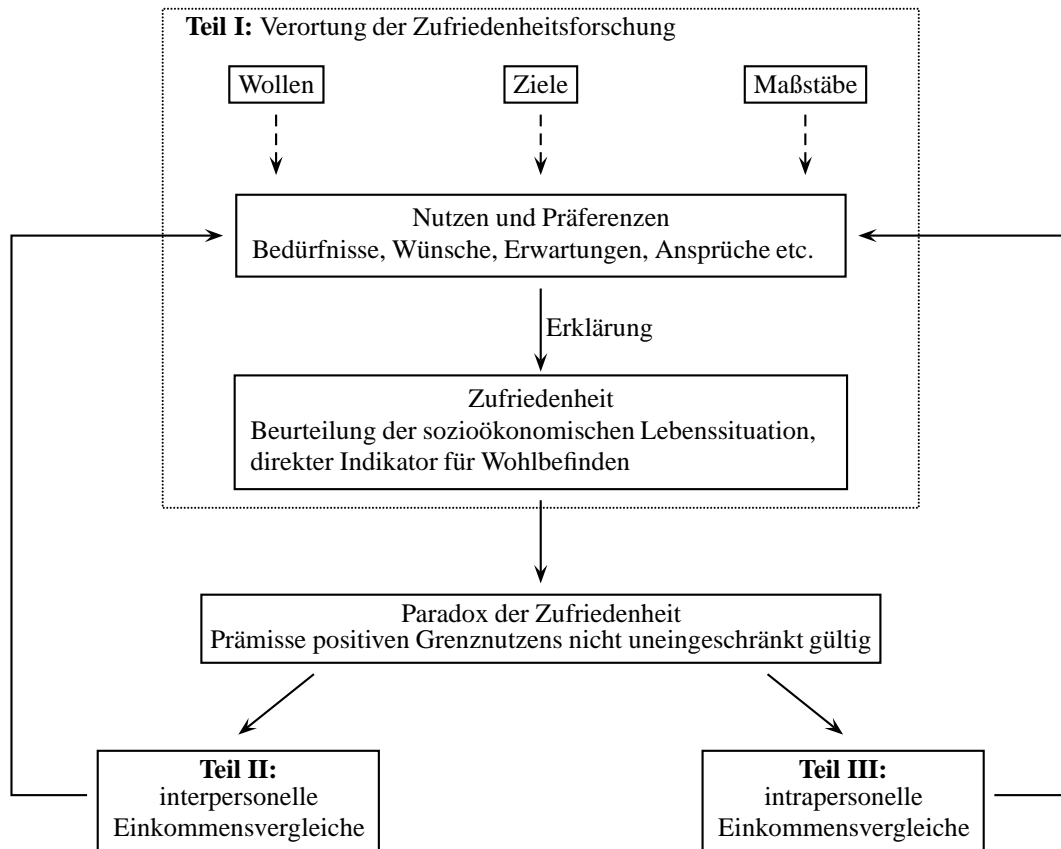 Teil I: Verortung der Zufriedenheitsforschung
Wollen
Ziele
Maßstäbe
Nutzen und Präferenzen
Bedürfnisse, Wünsche, Erwartungen, Ansprüche etc.
Erklärung
Zufriedenheit
Beurteilung der sozioökonomischen Lebenssituation,
direkter Indikator für Wohlbefinden
Paradox der Zufriedenheit
Prämisse positiven Grenznutzens nicht uneingeschränkt gültig
Teil II:
interpersonelle
Einkommensvergleiche
Teil III:
intrapersonelle
Einkommensvergleiche